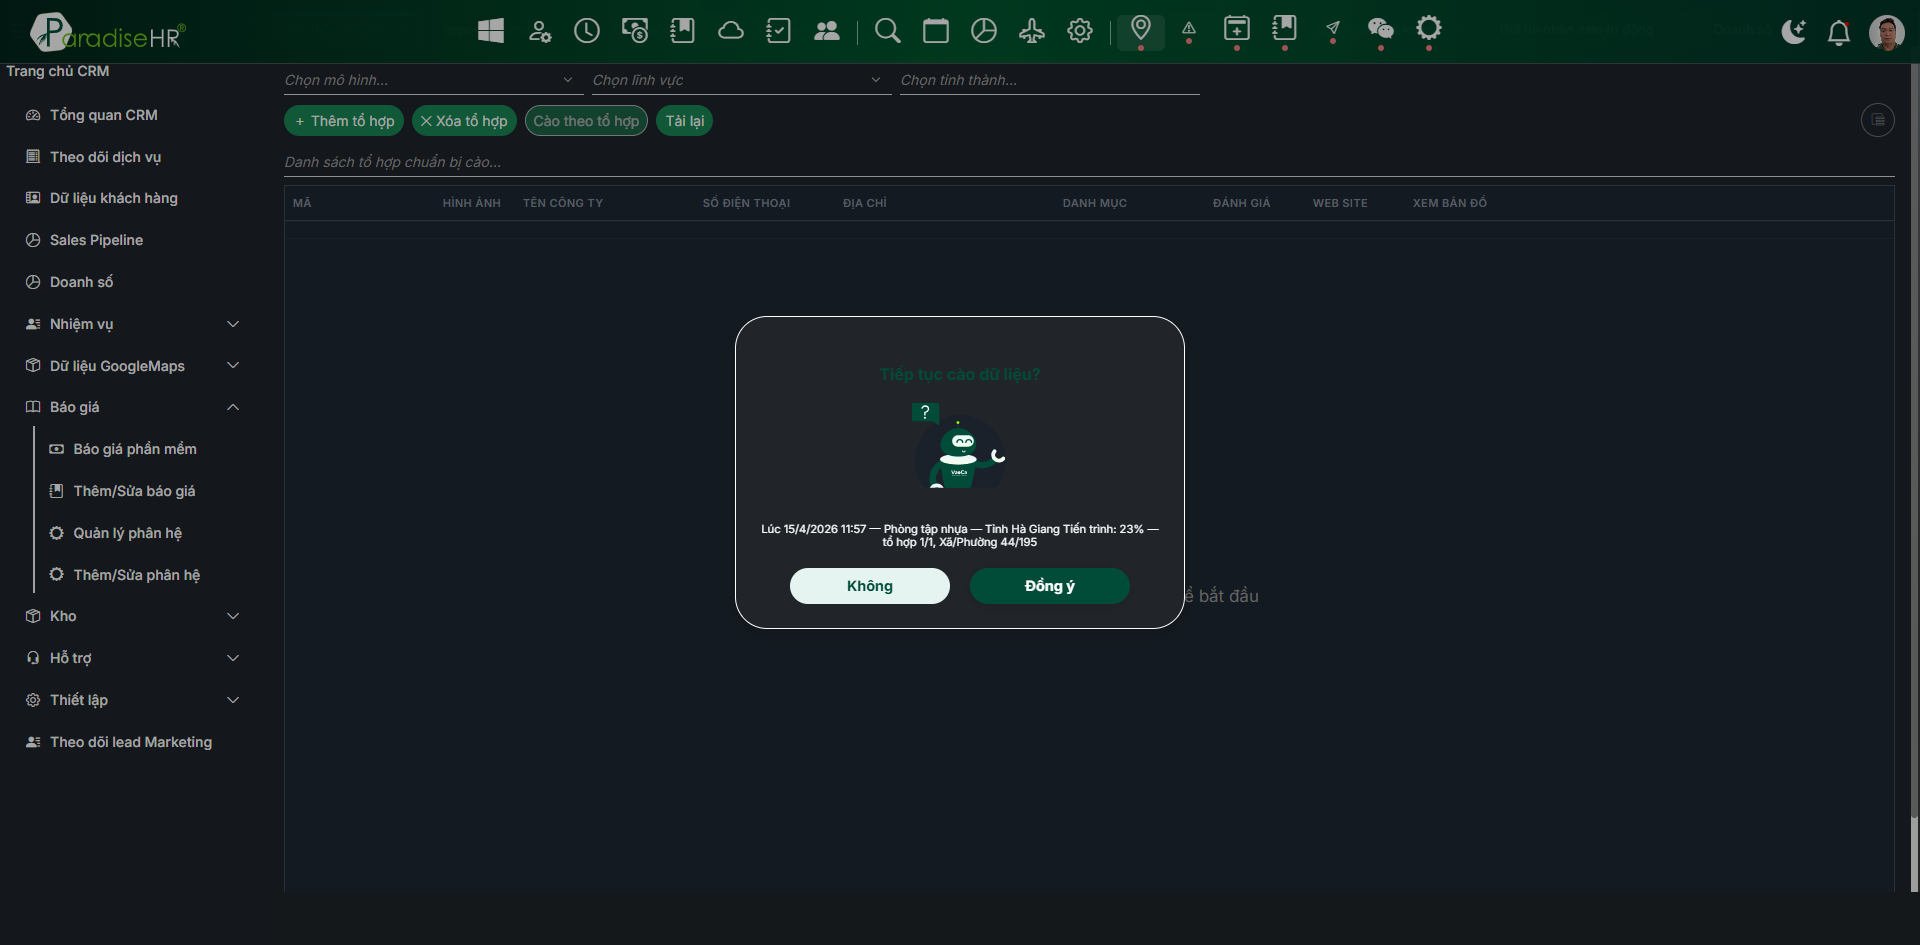 ParadiseHR®
Trang chủ CRM
Tổng quan CRM
Theo dõi dịch vụ
Dữ liệu khách hàng
Sales Pipeline
Doanh số
Nhiệm vụ
Dữ liệu GoogleMaps
Báo giá
Báo giá phần mềm
Thêm/Sửa báo giá
Quản lý phân hệ
Thêm/Sửa phân hệ
Kho
Hỗ trợ
Thiết lập
Theo dõi lead Marketing
Chọn mô hình... Chọn lĩnh vực Chọn tỉnh thành...
+ Thêm tổ hợp Xóa tổ hợp Cào theo tổ hợp Tải lại
Danh sách tổ hợp chuẩn bị cào...
MÃ HÌNH ẢNH TÊN CÔNG TY SỐ ĐIỆN THOẠI ĐỊA CHỈ DANH MỤC ĐÁNH GIÁ WEB SITE XEM BẢN ĐỒ
Tiếp tục cào dữ liệu?
?
VaoCa
Lúc 15/4/2026 11:57 — Phòng tập nhựa — Tỉnh Hà Giang Tiến trình: 23% —
tổ hợp 1/1, Xã/Phường 44/195
Không Đồng ý
ể bắt đầu